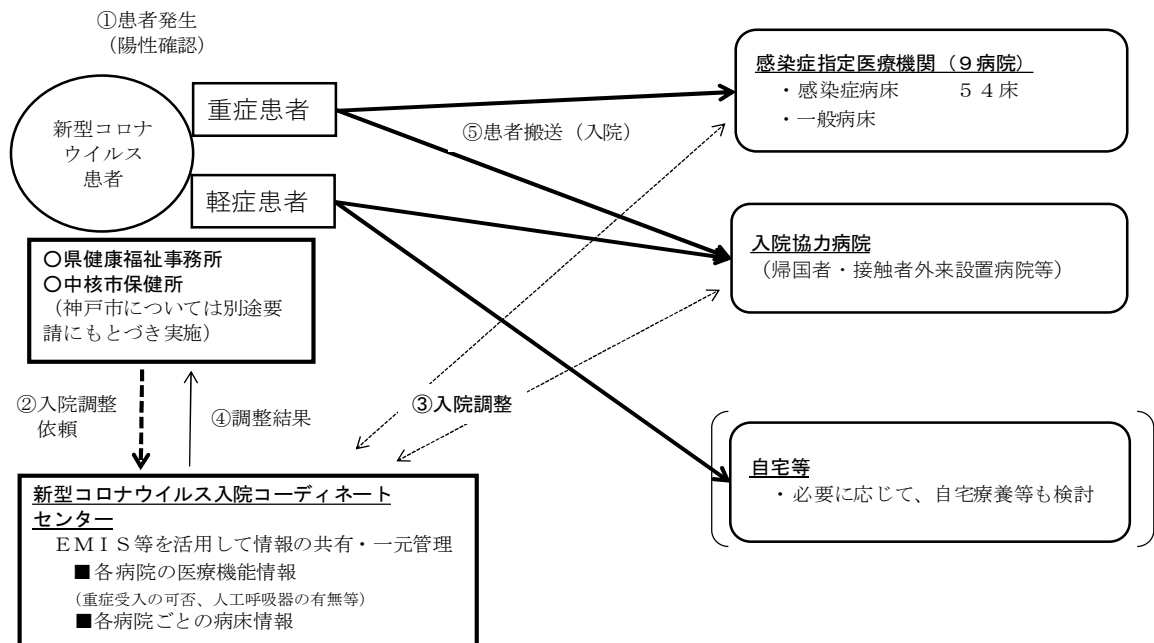 ①患者発生
（陽性確認）
新型コロナ
ウイルス
患者
重症患者
軽症患者
⑤患者搬送（入院）
感染症指定医療機関（９病院）
・感染症病床　　５４床
・一般病床
入院協力病院
（帰国者・接触者外来設置病院等）
〇県健康福祉事務所
〇中核市保健所
（神戸市については別途要
請にもとづき実施）
②入院調整
依頼
④調整結果
③入院調整
自宅等
・必要に応じて、自宅療養等も検討
新型コロナウイルス入院コーディネート
センター
ＥＭＩＳ等を活用して情報の共有・一元管理
■各病院の医療機能情報
（重症受入の可否、人工呼吸器の有無等）
■各病院ごとの病床情報